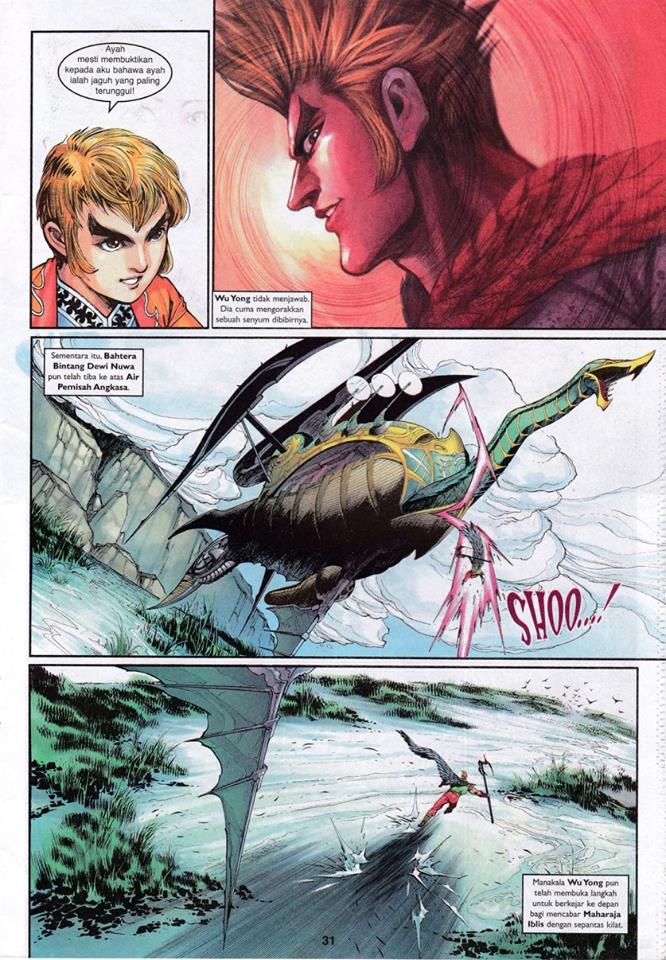 Ayah
mesti membuktikan
kepada aku bahawa ayah
ialah jaguh yang paling
terunggul!
Wu Yong tidak menjawab.
Dia cuma mengorakkan
sebuah senyum dibibirnya.
Sementara itu, Bahtera
Bintang Dewi Nuwa
pun telah tiba ke atas Air
Pemisah Angkasa.
SHOO...!
Manakala Wu Yong pun
telah membuka langkah
untuk berkejar ke depan
bagi mencabar Maharaja
Iblis dengan sepantas kilat.
31